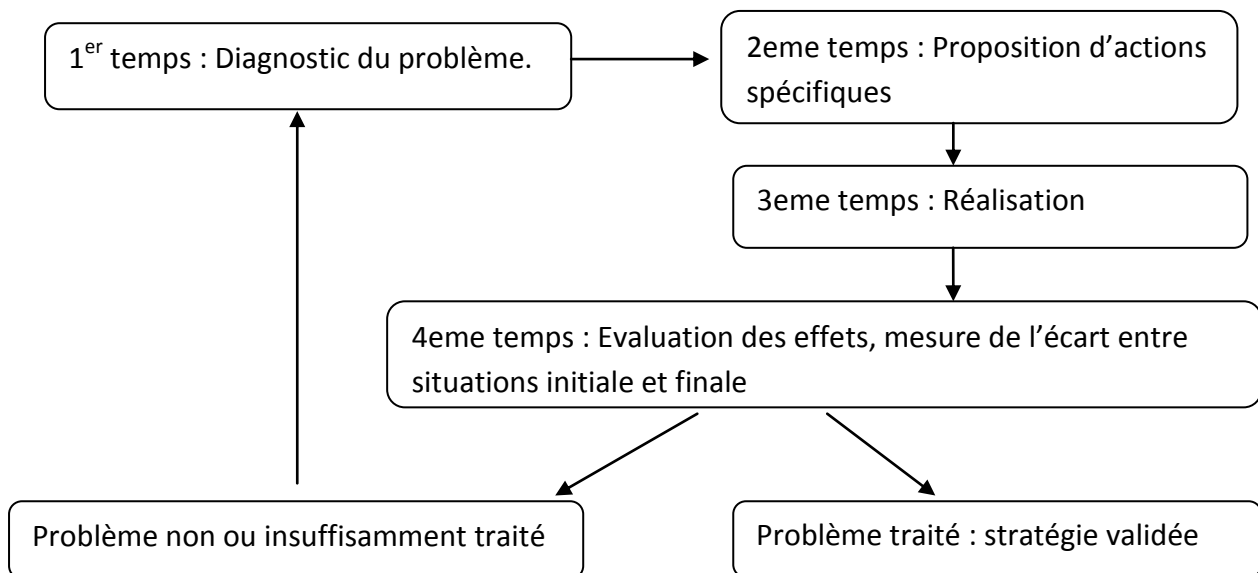 1er temps : Diagnostic du problème.
2eme temps : Proposition d’actions
spécifiques
3eme temps : Réalisation
4eme temps : Evaluation des effets, mesure de l’écart entre
situations initiale et finale
Problème non ou insuffisamment traité
Problème traité : stratégie validée